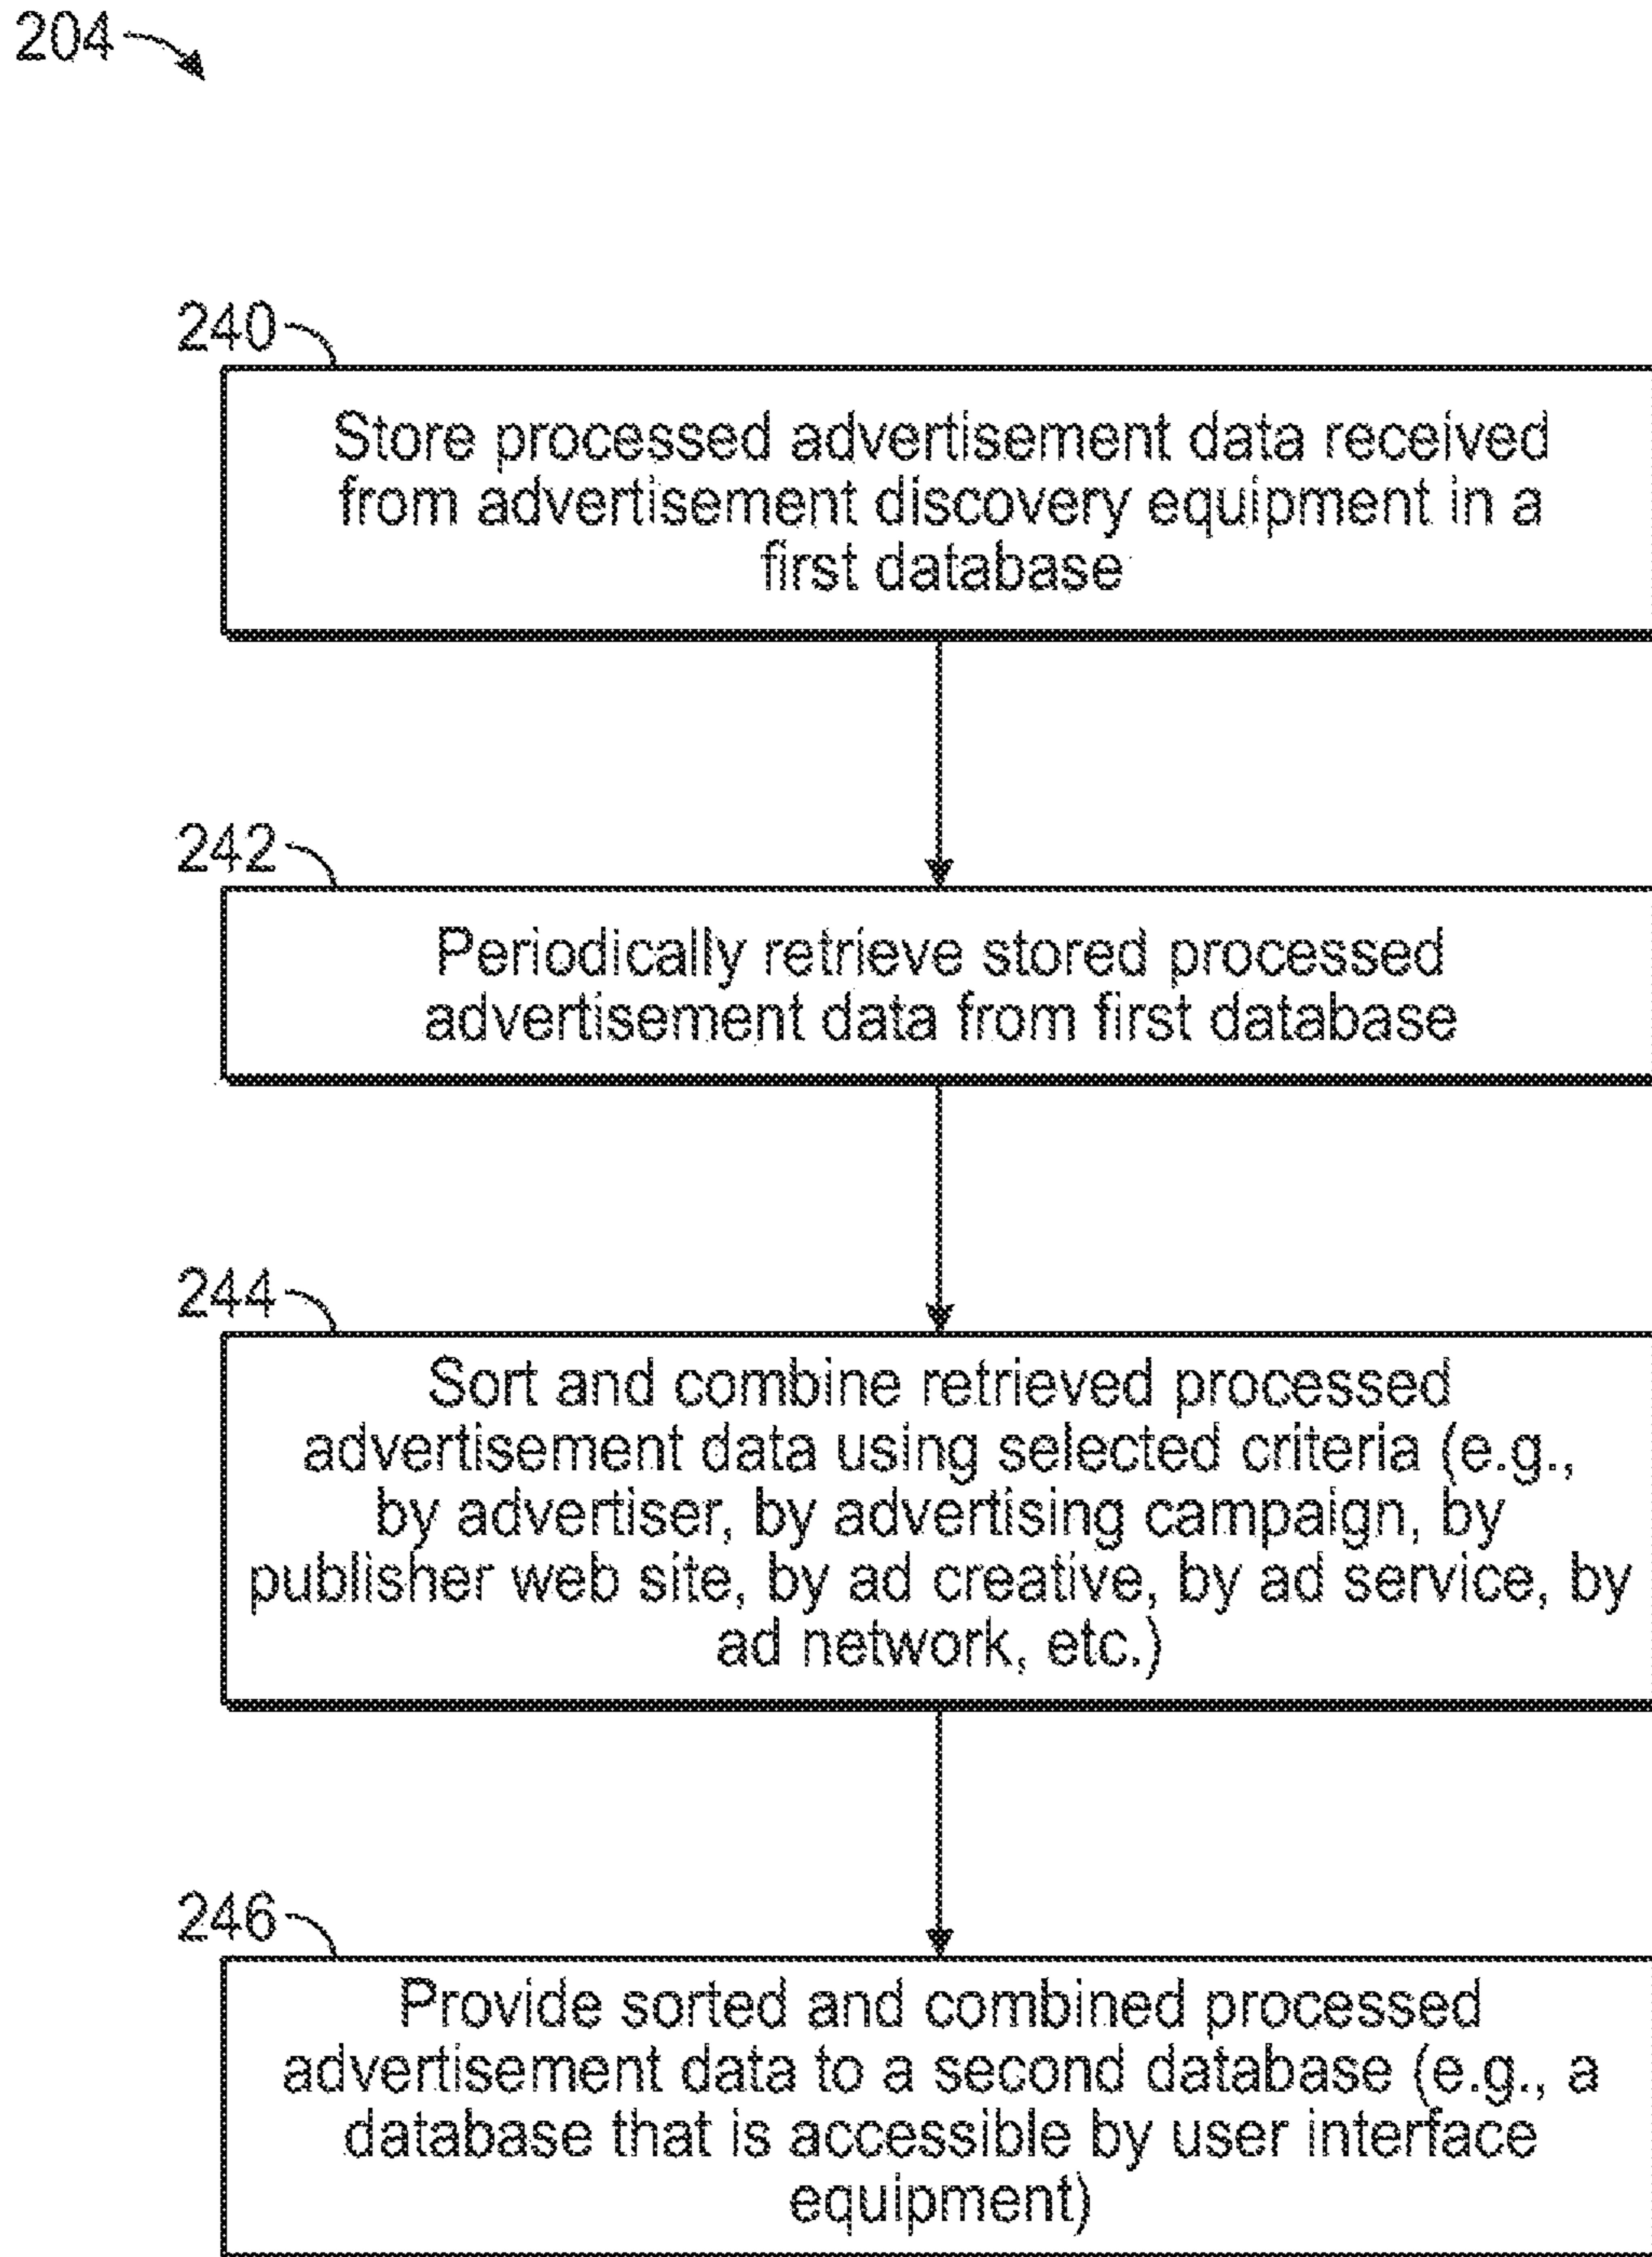 204
240
Store processed advertisement data received
from advertisement discovery equipment in a
first database
242
Periodically retrieve stored processed
advertisement data from first database
244
Sort and combine retrieved processed
advertisement data using selected criteria (e.g.,
by advertiser, by advertising campaign, by
publisher web site, by ad creative, by ad service, by
ad network, etc.)
246
Provide sorted and combined processed
advertisement data to a second database (e.g., a
database that is accessible by user interface
equipment)